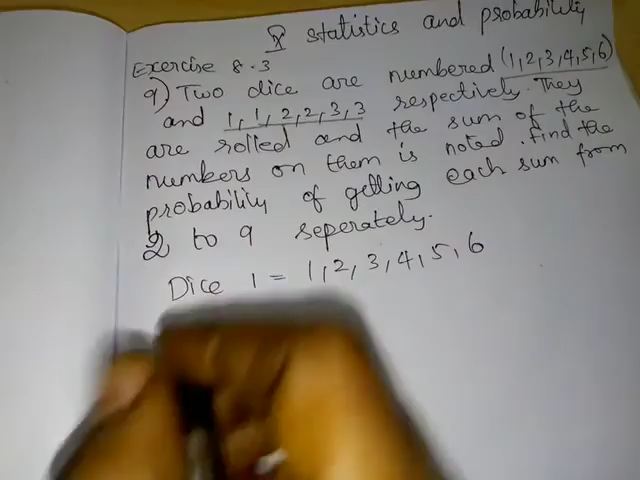 8 statistics and probability
Exercise 8.3
9) Two dice are numbered (1,2,3,4,5,6)
and 1,1,2,2,3,3 respectively. They
are rolled and the sum of the
numbers on them is noted. Find the
probability of getting each sum from
2 to 9 seperately.
Dice 1 = 1,2,3,4,5,6